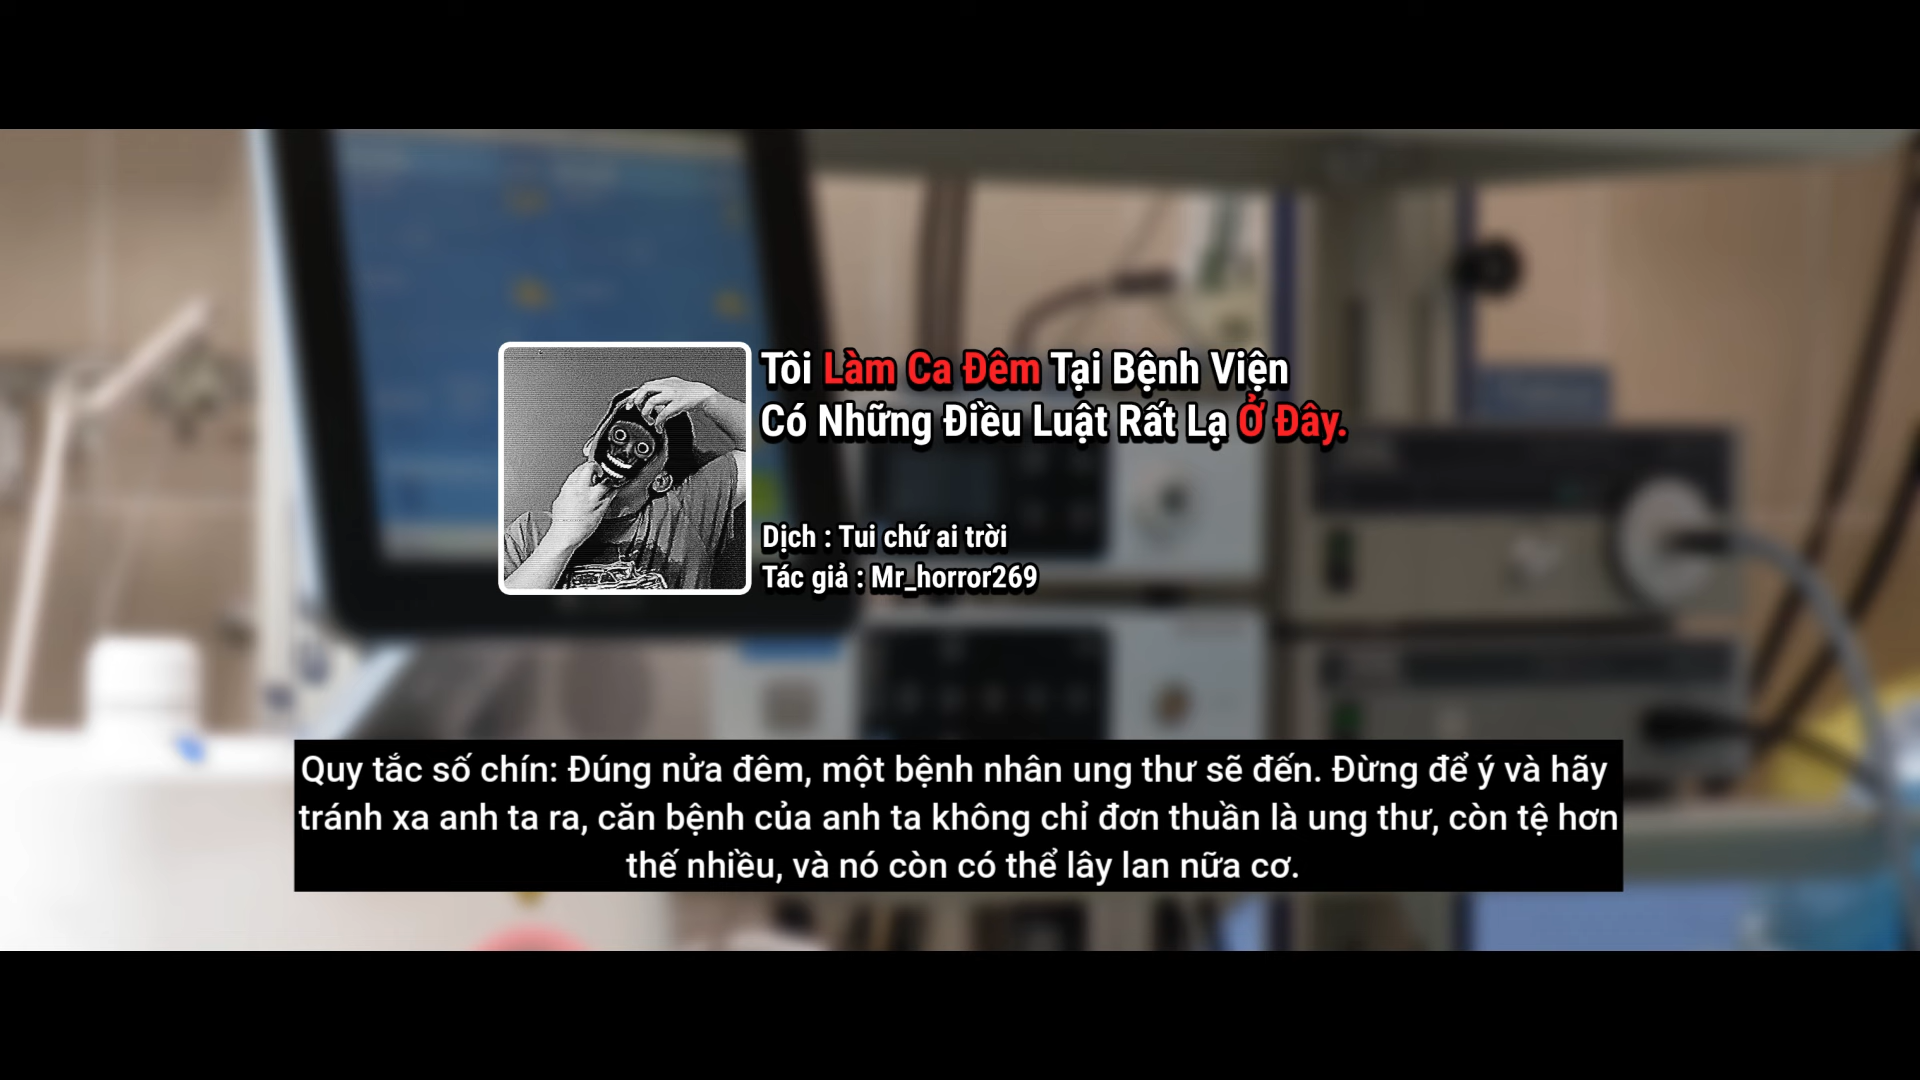 Tôi Làm Ca Đêm Tại Bệnh Viện
Có Những Điều Luật Rất Lạ Ở Đây.
Dịch : Tui chứ ai trời
Tác giả : Mr_horror269
Quy tắc số chín: Đúng nửa đêm, một bệnh nhân ung thư sẽ đến. Đừng để ý và hãy
tránh xa anh ta ra, căn bệnh của anh ta không chỉ đơn thuần là ung thư, còn tệ hơn
thế nhiều, và nó còn có thể lây lan nữa cơ.